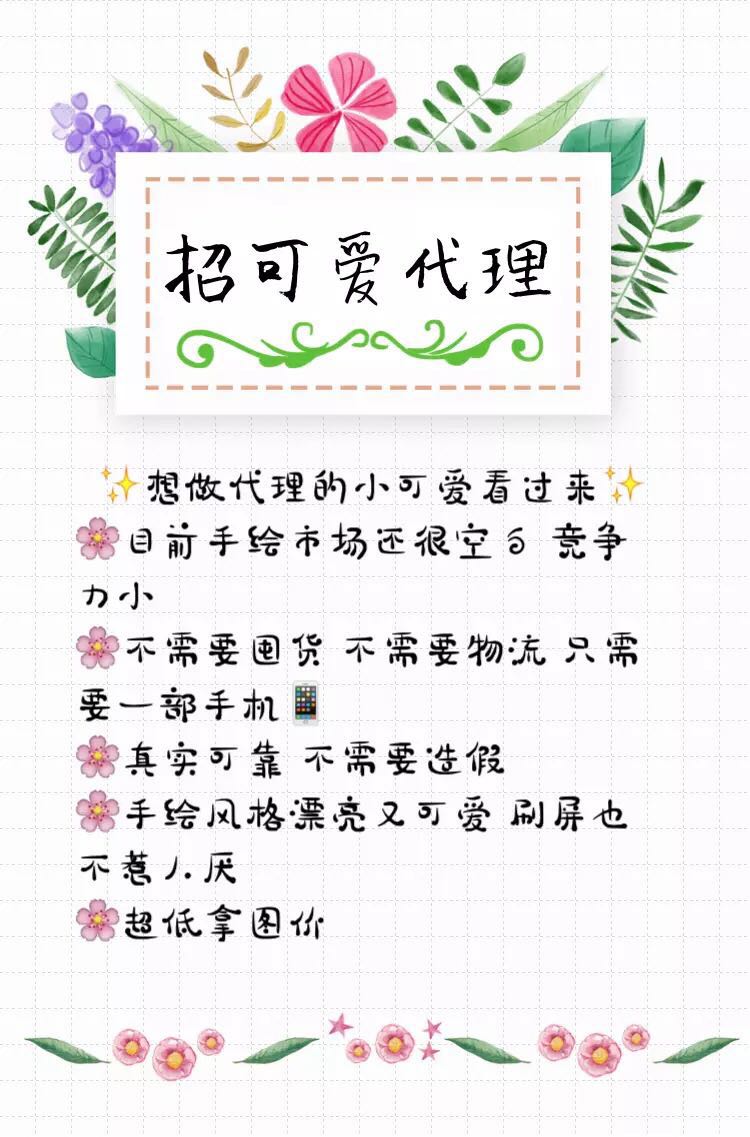 招可爱代理
✨想做代理的小可爱看过来✨
🌸目前手绘市场还很空白 竞争
力小
🌸不需要囤货 不需要物流 只需
要一部手机📱
🌸真实可靠 不需要造假
🌸手绘风格漂亮又可爱 刷屏也
不惹人厌
🌸超低拿图价